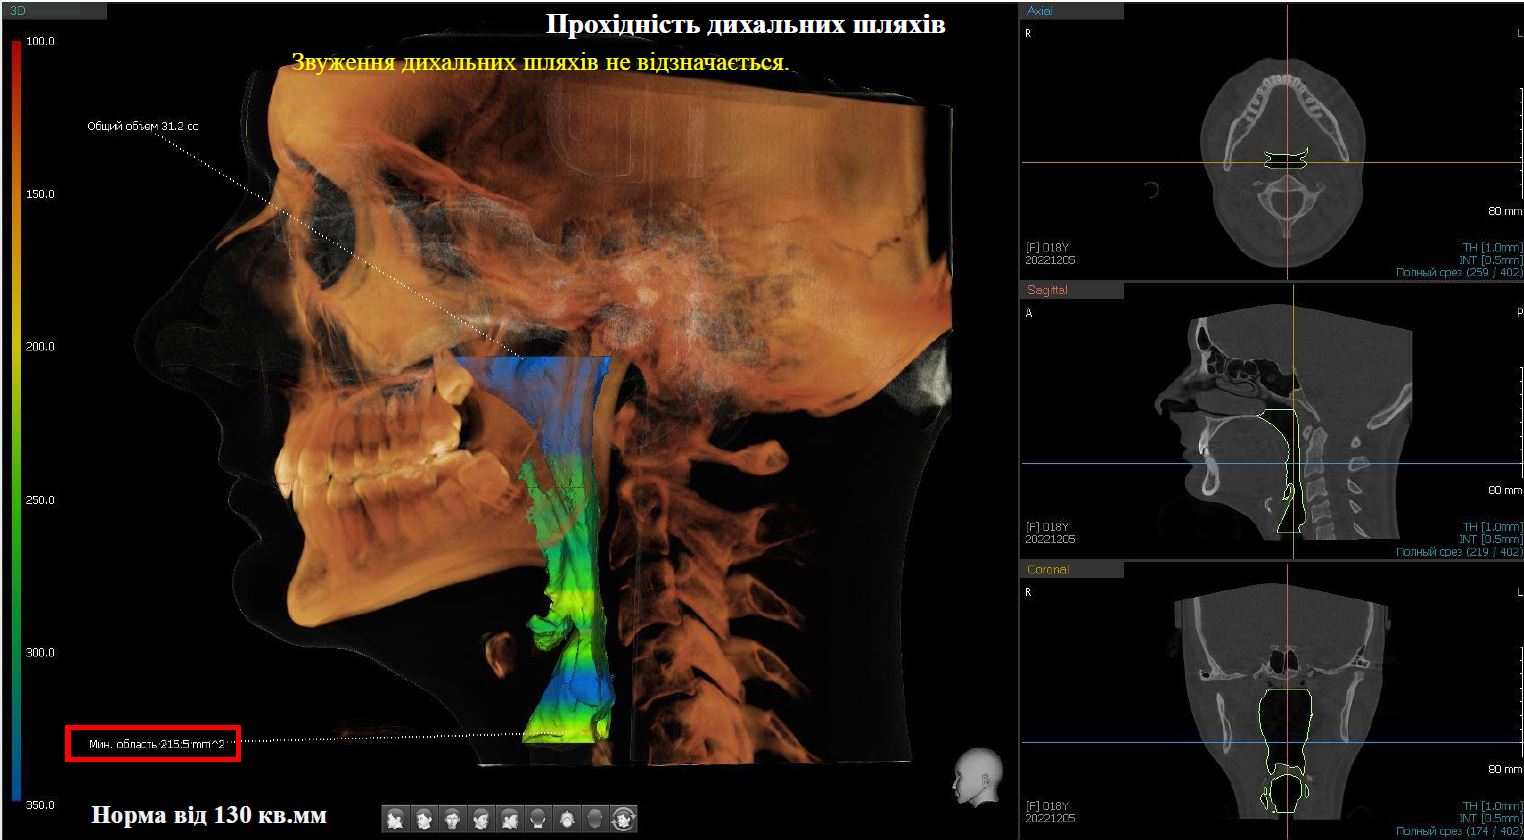 3D
Прохідність дихальних шляхів
Звуження дихальних шляхів не відзначається.
100.0
Общий объем 31.2 cc
150.0
200.0
250.0
300.0
350.0
Мин. область 215.5 mm^2
Норма від 130 кв.мм
Axial
R
L
80 mm
[F] 018Y
20221205
TH [1.0mm]
INT [0.5mm]
Полный срез (259 / 402)
Sagittal
A
P
80 mm
[F] 018Y
20221205
TH [1.0mm]
INT [0.5mm]
Полный срез (219 / 402)
Coronal
R
L
80 mm
[F] 018Y
20221205
TH [1.0mm]
INT [0.5mm]
Полный срез (174 / 402)